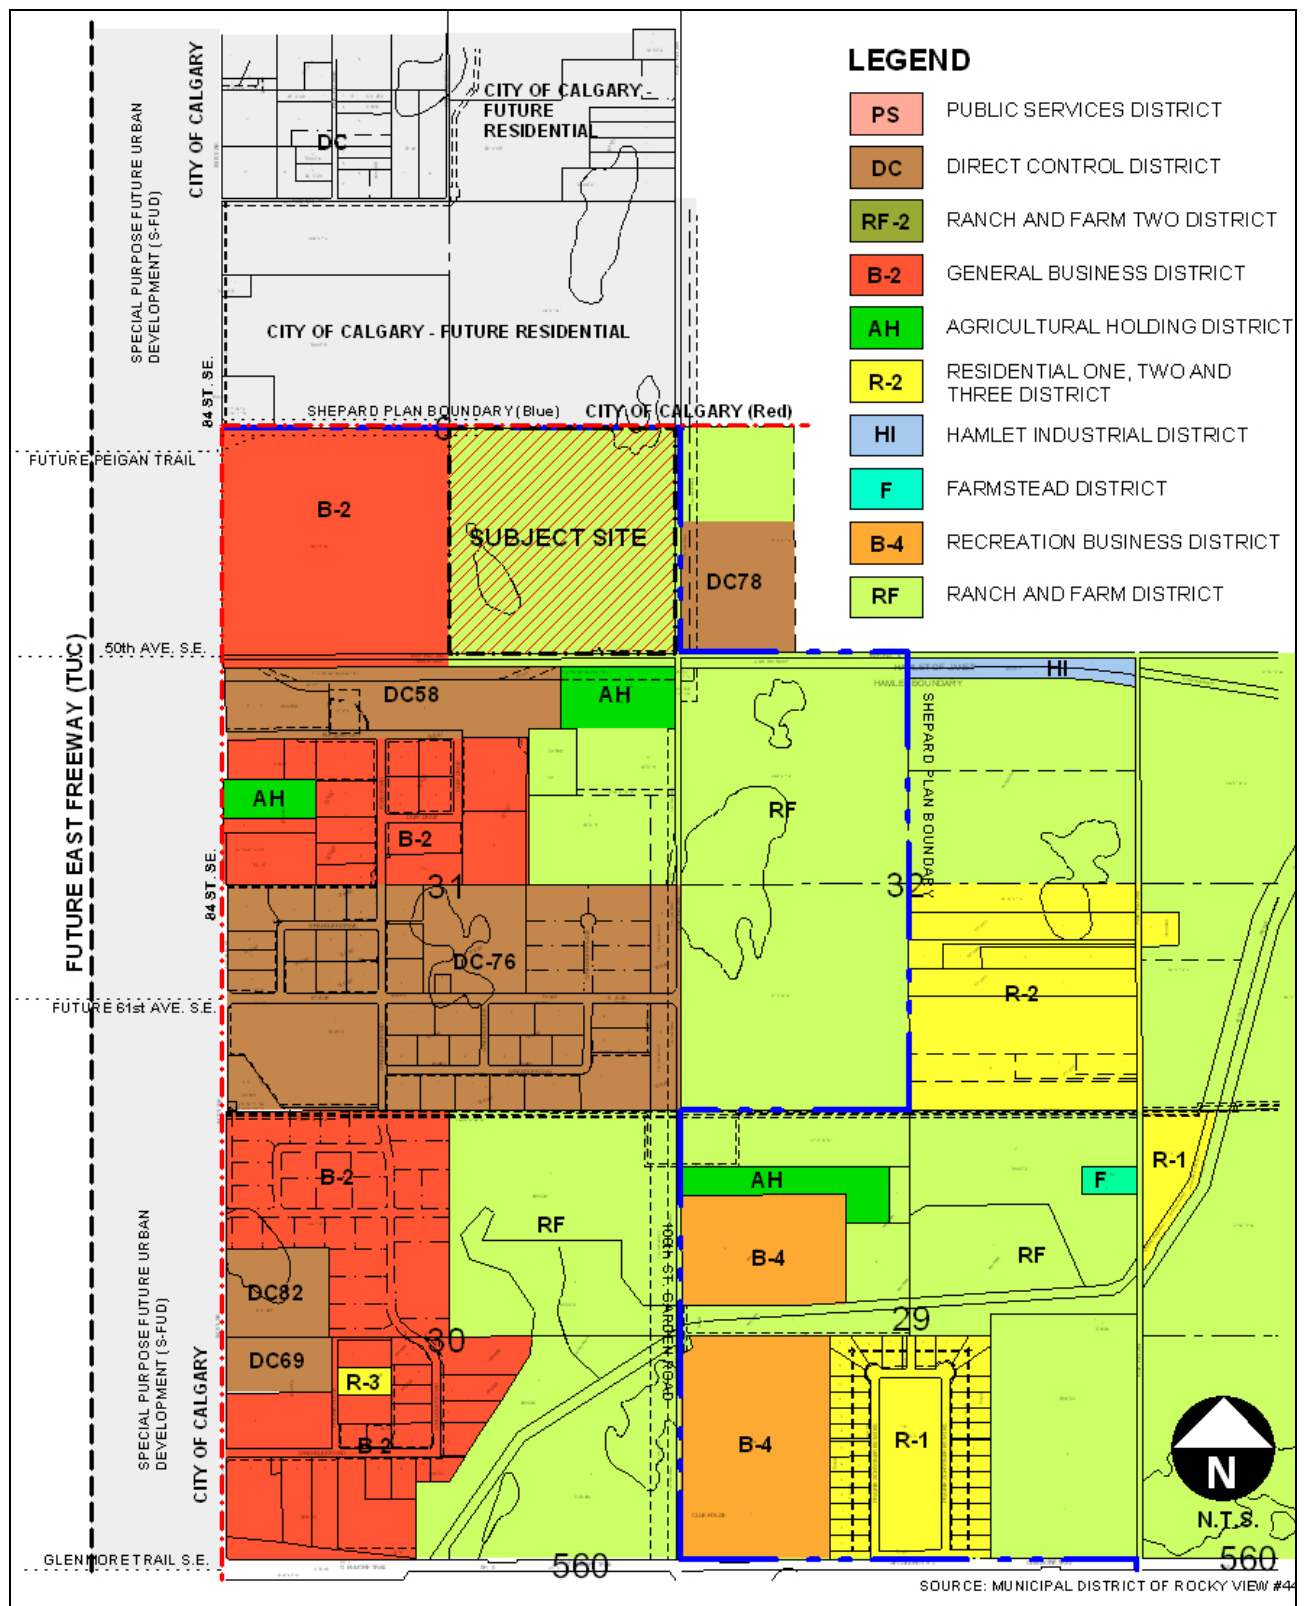 LEGEND
PS PUBLIC SERVICES DISTRICT
DC DIRECT CONTROL DISTRICT
RF-2 RANCH AND FARM TWO DISTRICT
B-2 GENERAL BUSINESS DISTRICT
AH AGRICULTURAL HOLDING DISTRICT
R-2 RESIDENTIAL ONE, TWO AND
THREE DISTRICT
HI HAMLET INDUSTRIAL DISTRICT
F FARMSTEAD DISTRICT
B-4 RECREATION BUSINESS DISTRICT
RF RANCH AND FARM DISTRICT
SPECIAL PURPOSE FUTURE URBAN
DEVELOPMENT (S-FUD)
CITY OF CALGARY
84 ST. SE.
CITY OF CALGARY -
FUTURE
RESIDENTIAL
DC
CITY OF CALGARY - FUTURE RESIDENTIAL
SHEPARD PLAN BOUNDARY (Blue)
CITY OF CALGARY (Red)
FUTURE PEIGAN TRAIL
B-2
SUBJECT SITE
DC78
50th AVE. S.E.
FUTURE EAST FREEWAY (TUC)
DC58
AH
HAMLET OF JANET
HAMLET BOUNDARY
HI
SHEPARD PLAN BOUNDARY
AH
B-2
RF
84 ST. SE.
31
32
DC-76
R-2
FUTURE 61st AVE. S.E.
B-2
AH
F
R-1
RF
B-4
RF
DC82
100th ST. GARDEN ROAD
30
29
DC69
R-3
B-2
B-4
R-1
SPECIAL PURPOSE FUTURE URBAN
DEVELOPMENT (S-FUD)
CITY OF CALGARY
N
N.T.S.
GLENMORE TRAIL S.E.
560
560
SOURCE: MUNICIPAL DISTRICT OF ROCKY VIEW #44